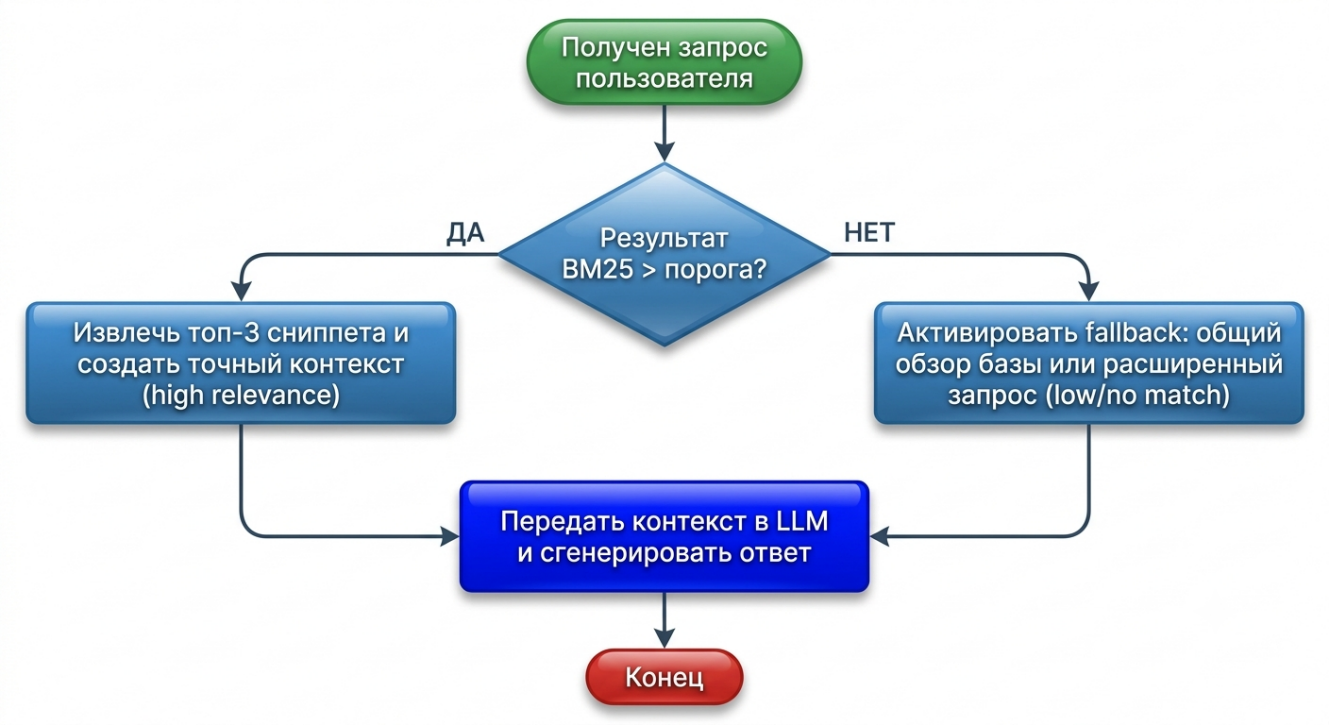 Получен запрос
пользователя
ДА
НЕТ
Результат
BM25 > порога?
Извлечь топ-3 сниппета и
создать точный контекст
(high relevance)
Активировать fallback: общий
обзор базы или расширенный
запрос (low/no match)
Передать контекст в LLM
и сгенерировать ответ
Конец